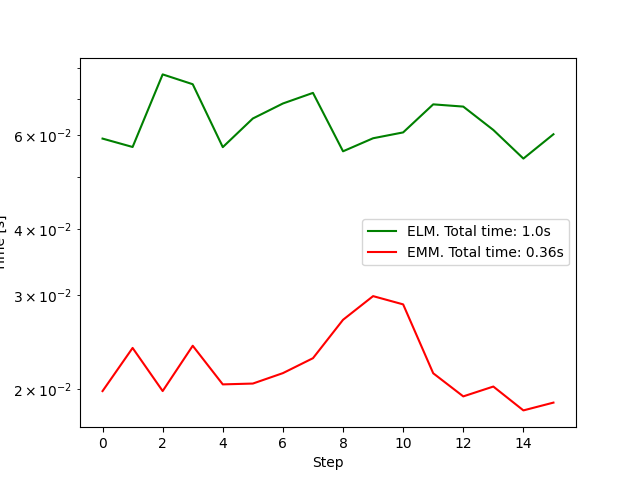 6 × 10⁻²
4 × 10⁻²
3 × 10⁻²
2 × 10⁻²
Time [s]
ELM. Total time: 1.0s
EMM. Total time: 0.36s
0 2 4 6 8 10 12 14
Step